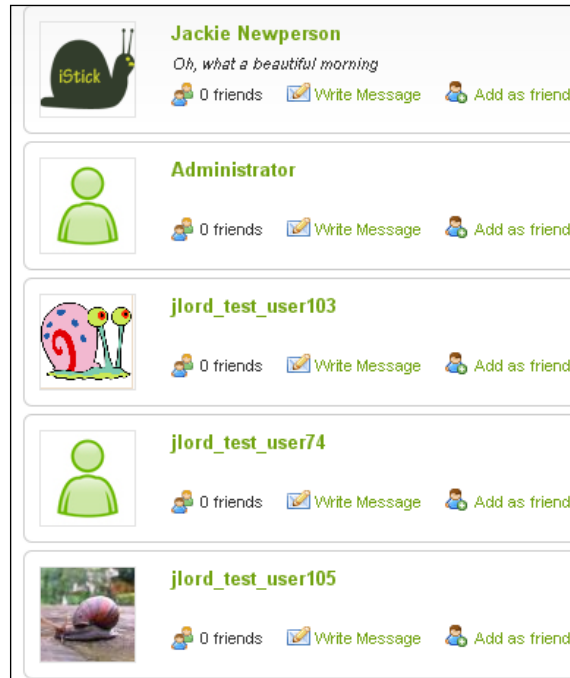 Jackie Newperson
iStick
Oh, what a beautiful morning
0 friends Write Message Add as friend
Administrator
0 friends Write Message Add as friend
jlord_test_user103
0 friends Write Message Add as friend
jlord_test_user74
0 friends Write Message Add as friend
jlord_test_user105
0 friends Write Message Add as friend